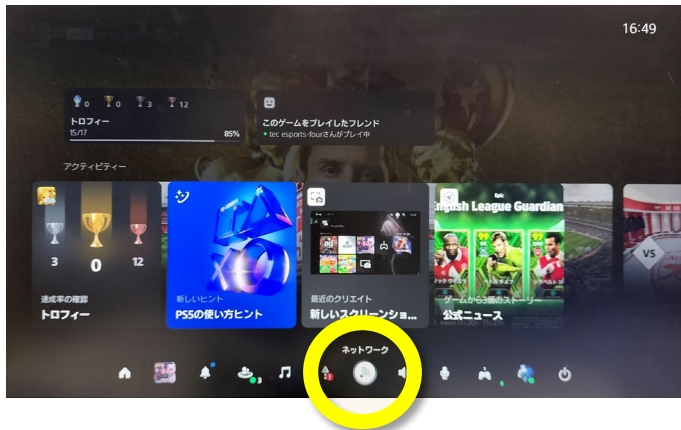 16:49
0 0 3 12
トロフィー
15/17
85%
このゲームをプレイしたフレンド
tec esports-fourさんがプレイ中
アクティビティー
3 0 12
達成率の確認
トロフィー
新しいヒント
PS5の使い方ヒント
最近のクリエイト
新しいスクリーンショ...
Epic
English League Guardian
99
97
ゲームから3個のストーリー
公式ニュース
VS
ネットワーク
3